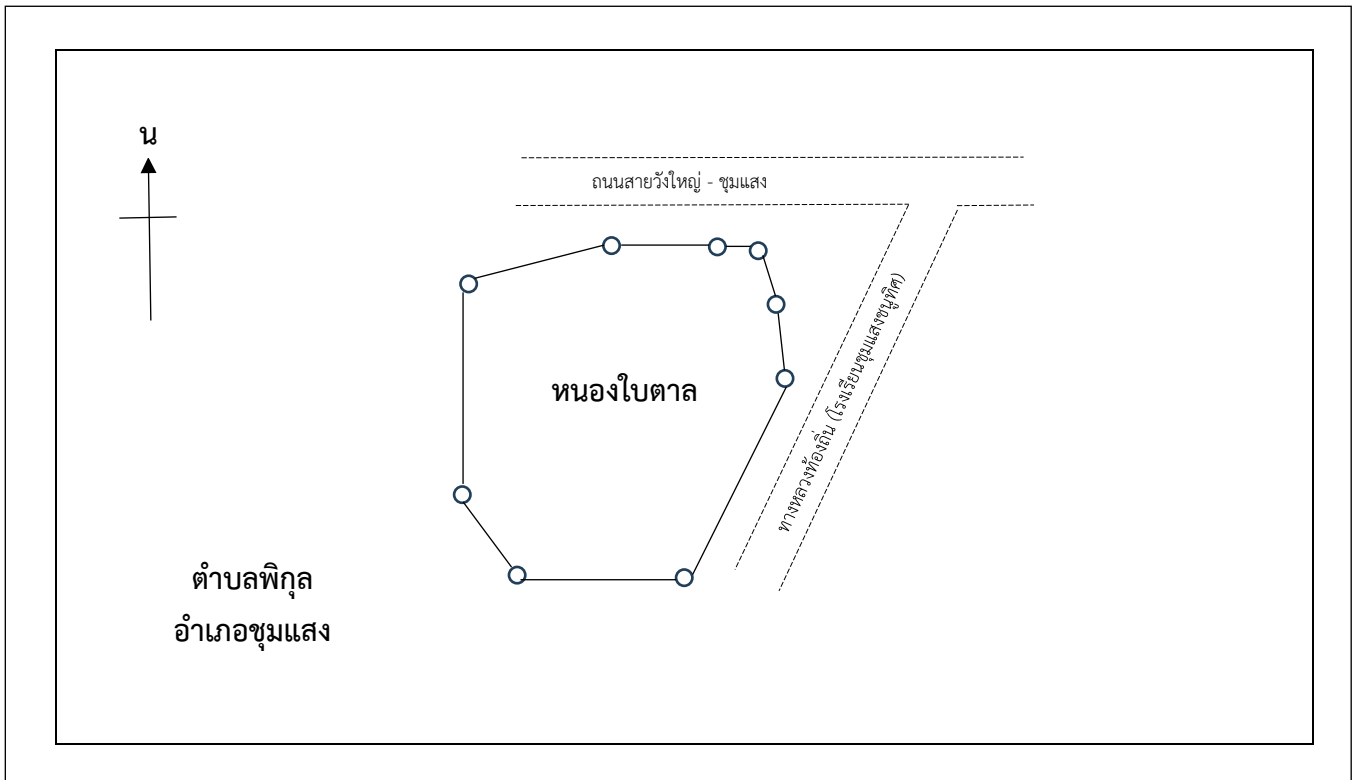 น
ถนนสายวังใหญ่ - ชุมแสง
ทางหลวงท้องถิ่น (โรงเรียนชุมแสงชนูทิศ)
หนองใบตาล
ตำบลพิกุล
อำเภอชุมแสง